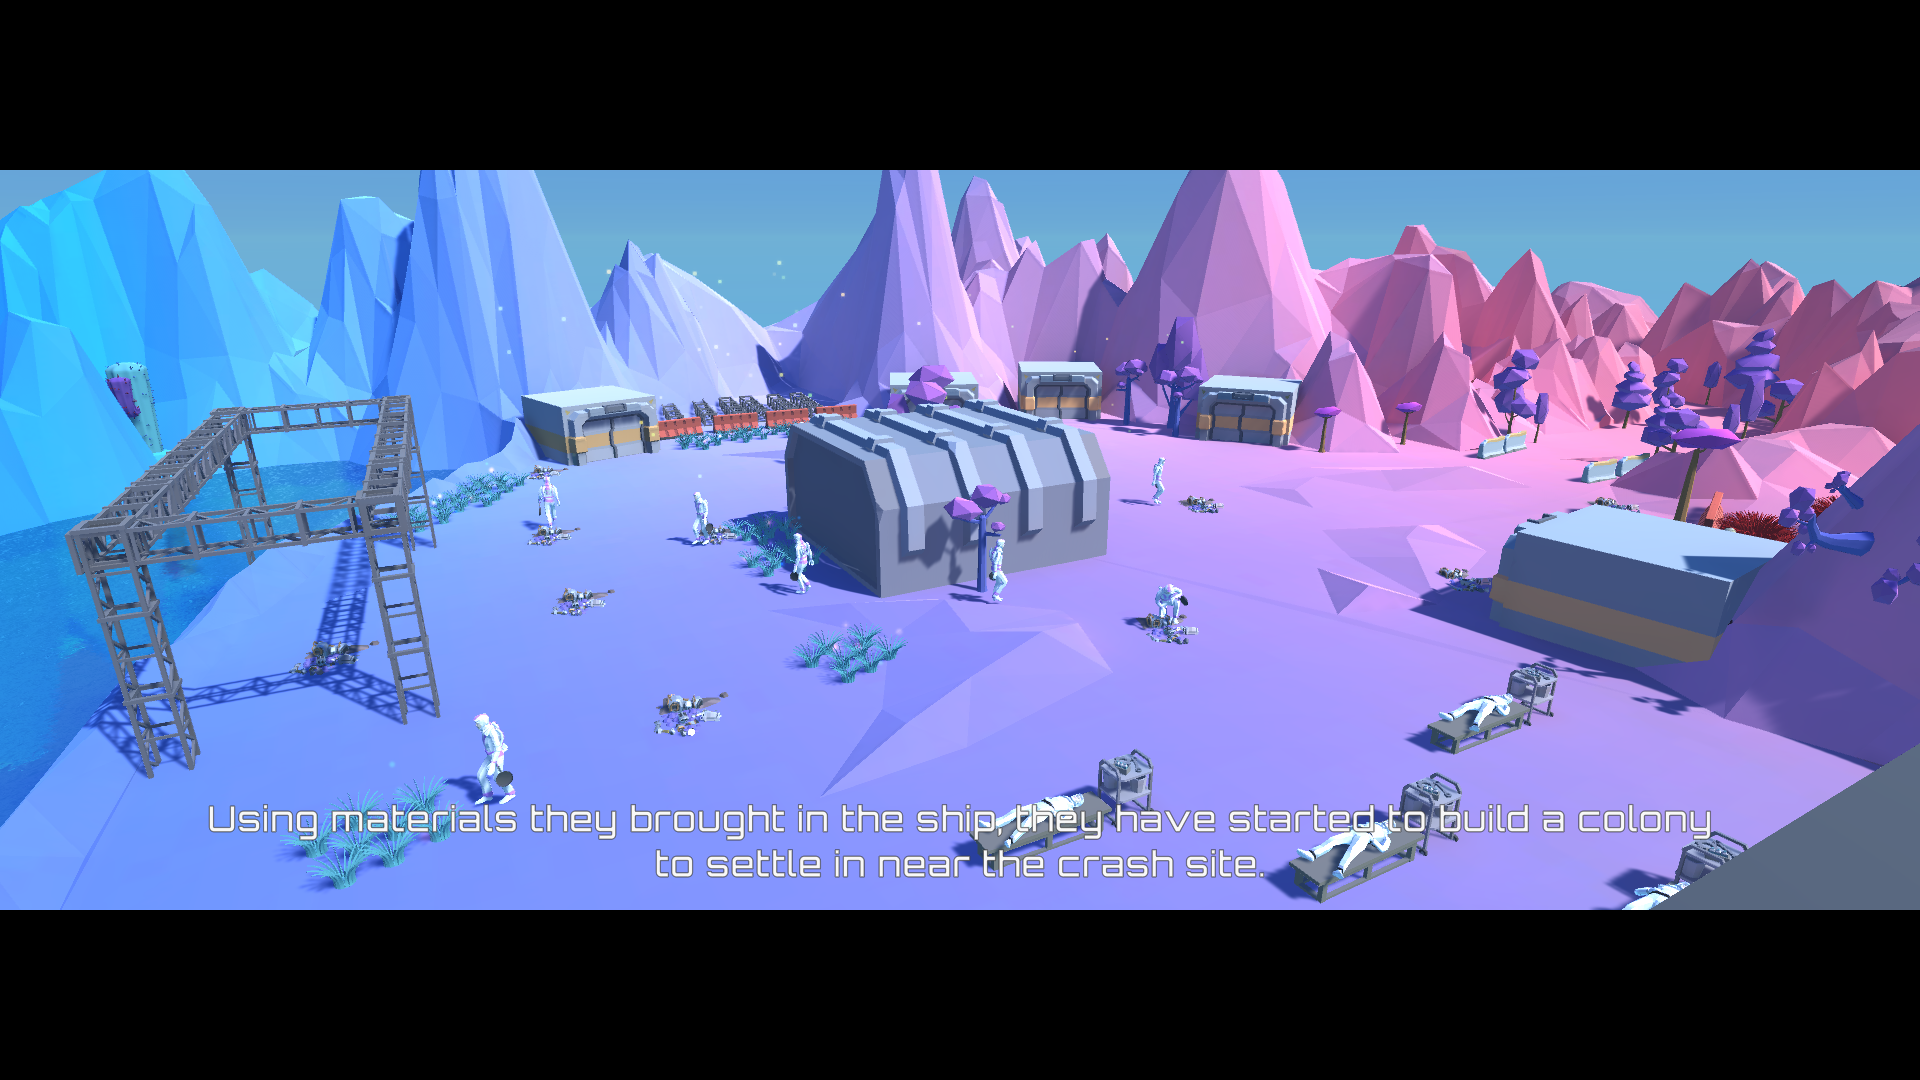 Using materials they brought in the ship, they have started to build a colony
to settle in near the crash site.